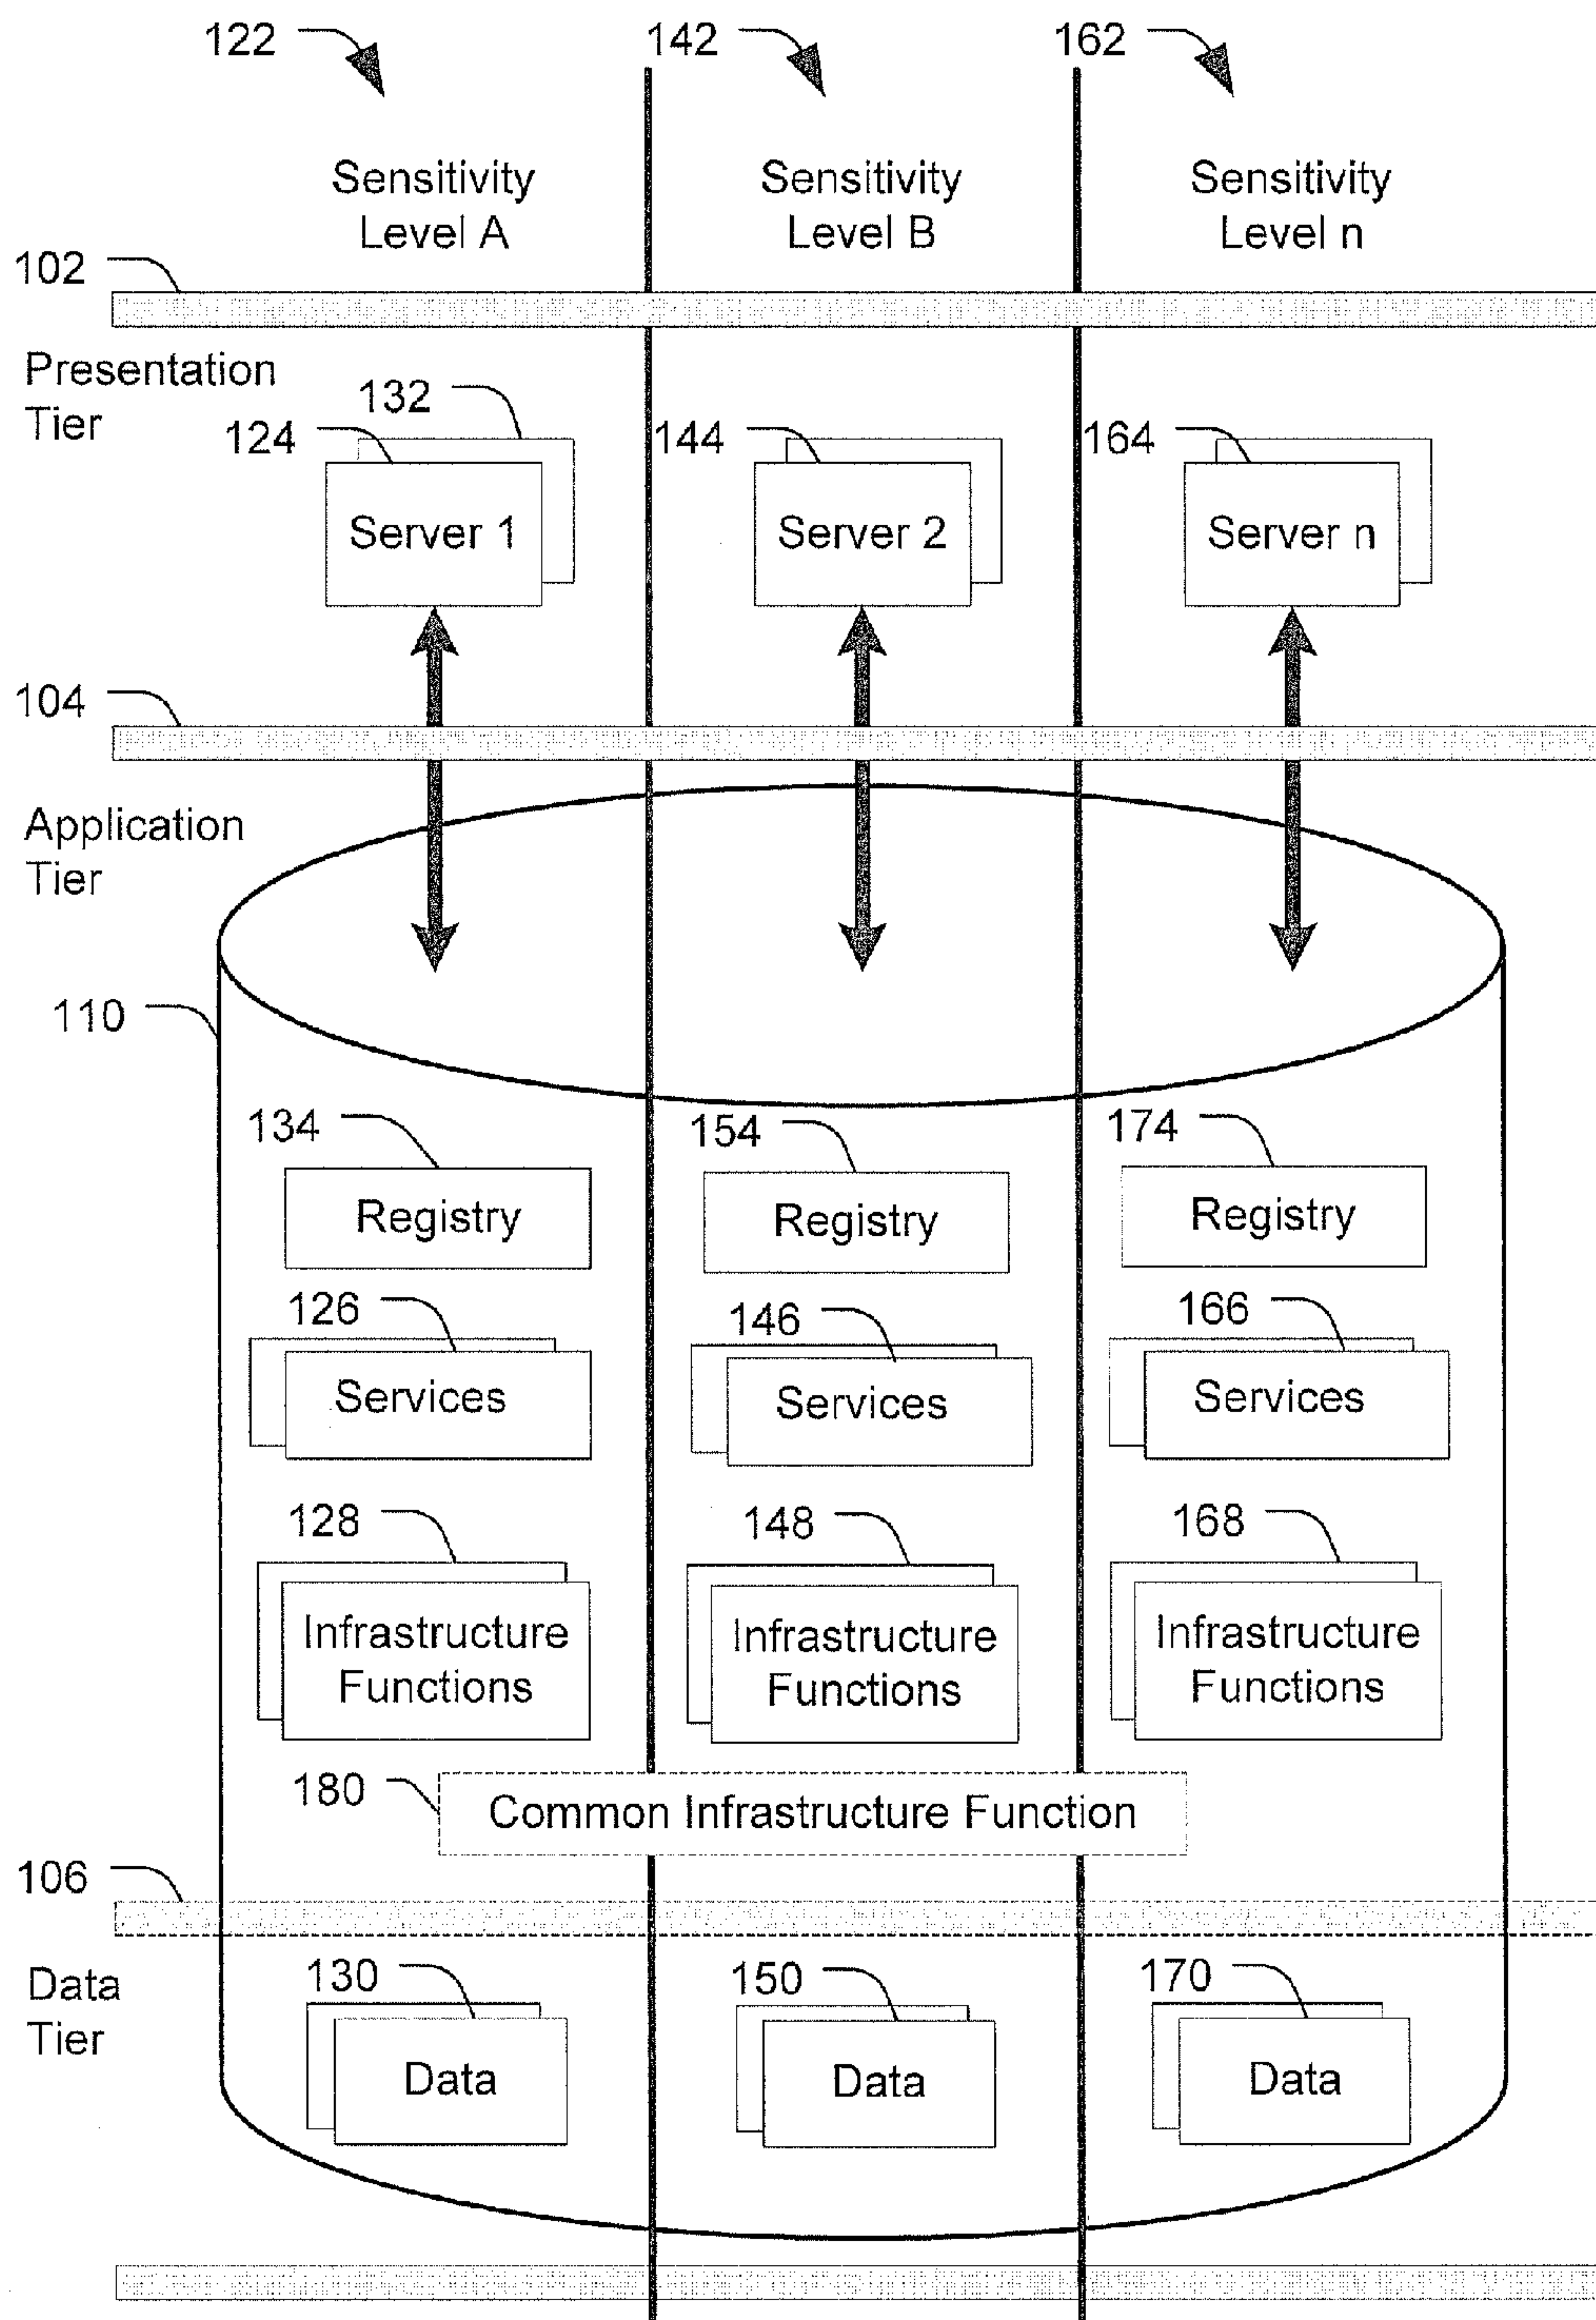 122
142
162
Sensitivity
Level A
Sensitivity
Level B
Sensitivity
Level n
102
Presentation
Tier
132
124
144
164
Server 1
Server 2
Server n
104
Application
Tier
110
134
154
174
Registry
Registry
Registry
126
146
166
Services
Services
Services
128
148
168
Infrastructure
Functions
Infrastructure
Functions
Infrastructure
Functions
180
Common Infrastructure Function
106
Data
Tier
130
150
170
Data
Data
Data